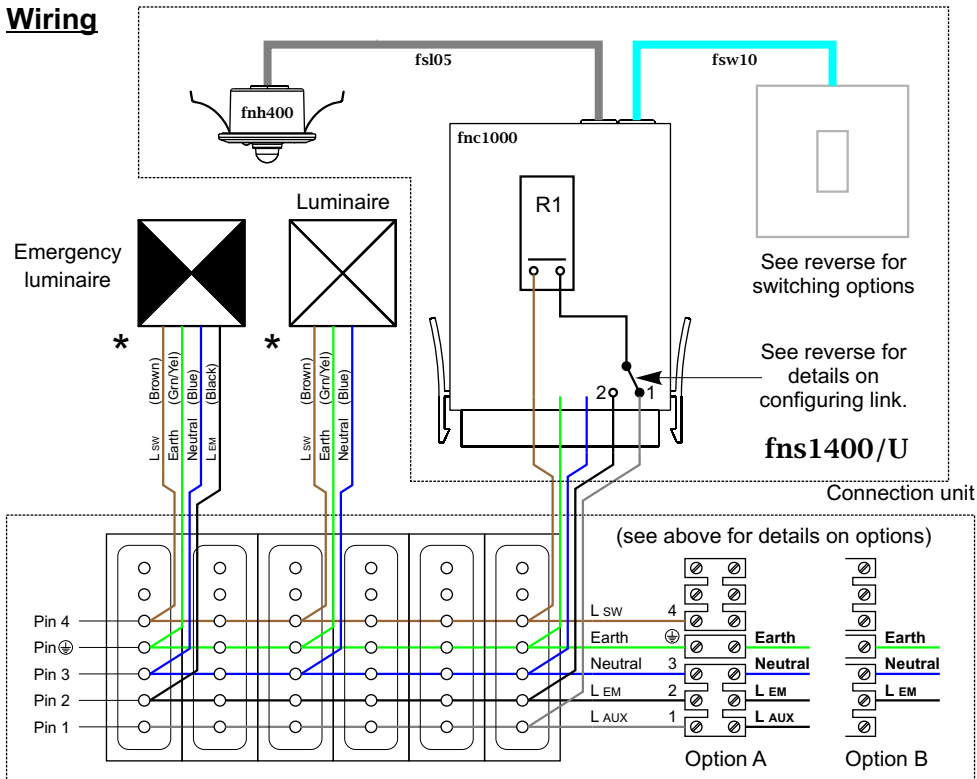 Wiring
fsl05
fsw10
fnh400
fnc1000
R1
Luminaire
Emergency
luminaire
See reverse for
switching options
*
*
See reverse for
details on
configuring link.
2
1
L SW (Brown)
Earth (Grn/Yel)
Neutral (Blue)
L EM (Black)
L SW (Brown)
Earth (Grn/Yel)
Neutral (Blue)
fns1400/U
Connection unit
(see above for details on options)
Pin 4
L SW 4
Pin
Earth
Earth
Earth
Pin 3
Neutral 3
Neutral
Neutral
Pin 2
L EM 2
L EM
L EM
Pin 1
L AUX 1
L AUX
Option A
Option B